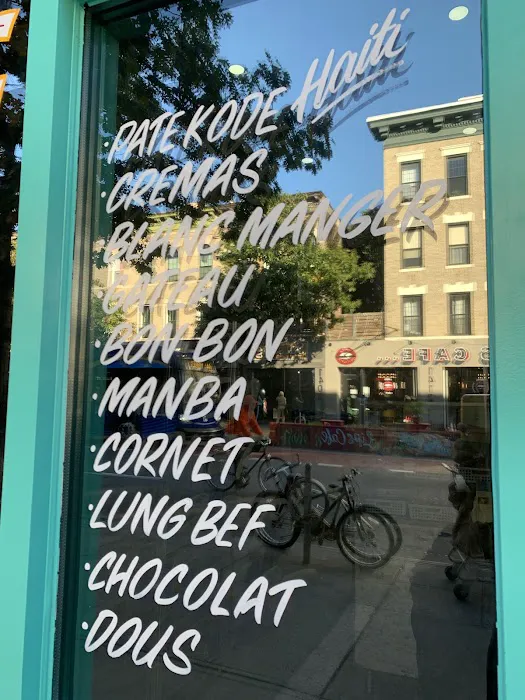 Haiti
·PATE KODE
·CREMAS
·BLANC MANGER
·GATEAU
·BON BON
·MANBA
·CORNET
·LUNG BEF
·CHOCOLAT
·DOUS